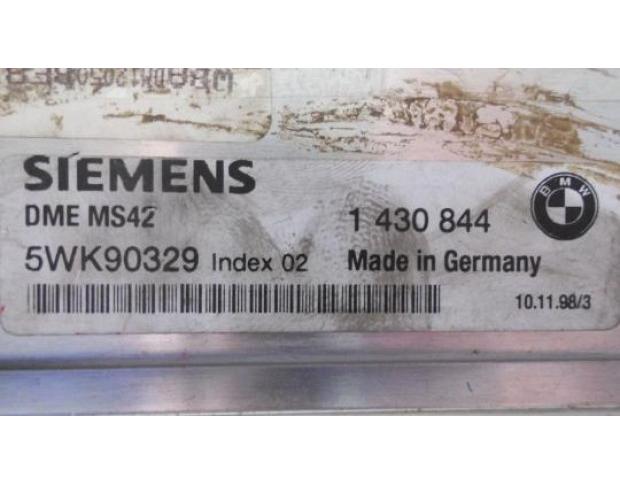 SIEMENS
BMW
DME MS42 1 430 844
5WK90329 Index 02 Made in Germany
10.11.98/3